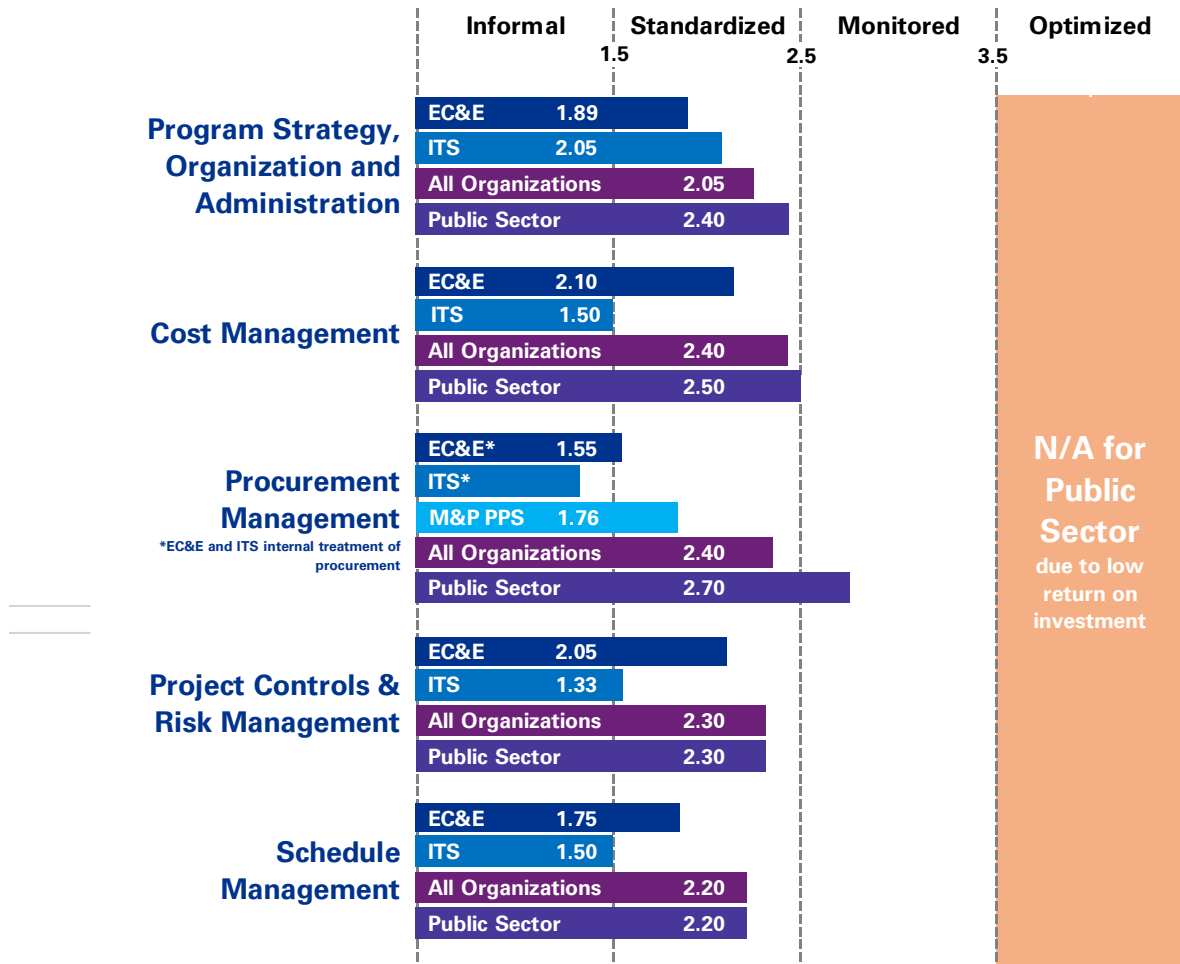 Informal
Standardized
Monitored
Optimized
1.5
2.5
3.5
Program Strategy,
Organization and
Administration
EC&E 1.89
ITS 2.05
All Organizations 2.05
Public Sector 2.40
Cost Management
EC&E 2.10
ITS 1.50
All Organizations 2.40
Public Sector 2.50
Procurement
Management
*EC&E and ITS internal treatment of
procurement
EC&E* 1.55
ITS*
M&P PPS 1.76
All Organizations 2.40
Public Sector 2.70
Project Controls &
Risk Management
EC&E 2.05
ITS 1.33
All Organizations 2.30
Public Sector 2.30
Schedule
Management
EC&E 1.75
ITS 1.50
All Organizations 2.20
Public Sector 2.20
N/A for
Public
Sector
due to low
return on
investment